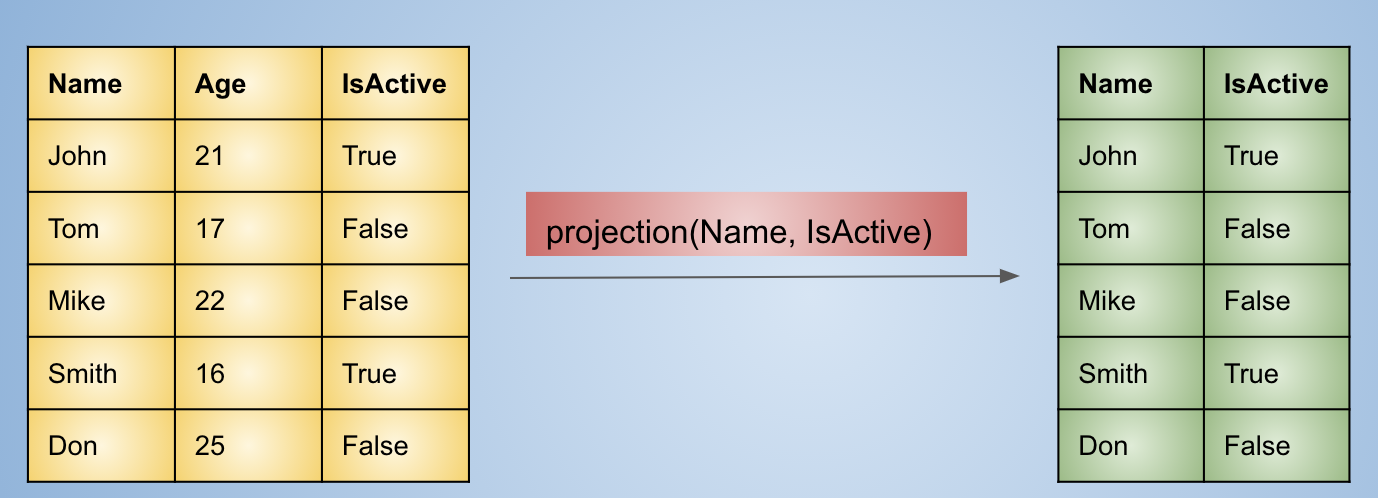 Name Age IsActive
John 21 True
Tom 17 False
Mike 22 False
Smith 16 True
Don 25 False
projection(Name, IsActive)
Name IsActive
John True
Tom False
Mike False
Smith True
Don False